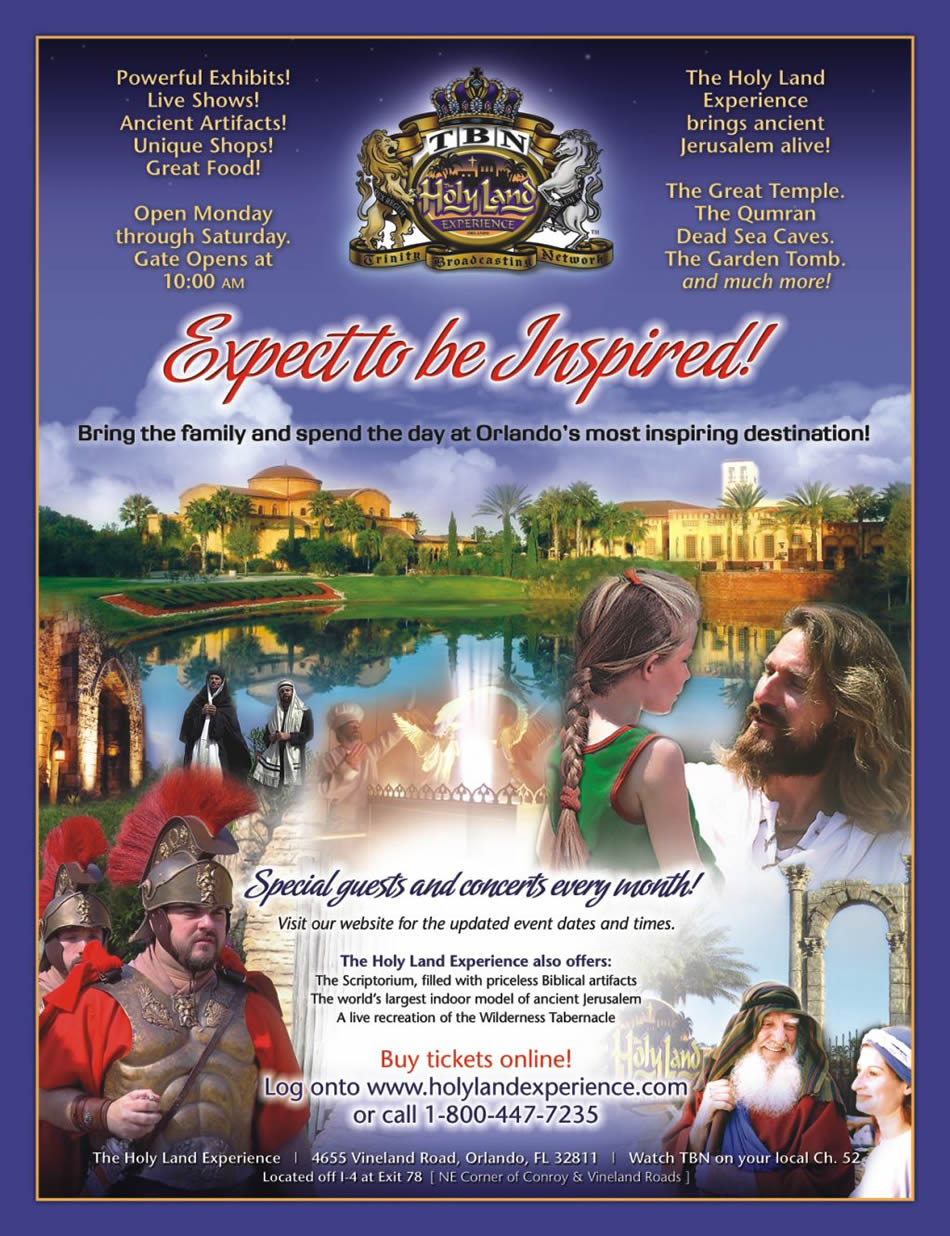 Powerful Exhibits!
Live Shows!
Ancient Artifacts!
Unique Shops!
Great Food!
Open Monday
through Saturday.
Gate Opens at
10:00 AM
TBN
Holy Land
EXPERIENCE
ORLANDO
Trinity Broadcasting Network
TM
The Holy Land
Experience
brings ancient
Jerusalem alive!
The Great Temple.
The Qumran
Dead Sea Caves.
The Garden Tomb.
and much more!
Expect to be Inspired!
Bring the family and spend the day at Orlando's most inspiring destination!
Special guests and concerts every month!
Visit our website for the updated event dates and times.
The Holy Land Experience also offers:
The Scriptorium, filled with priceless Biblical artifacts
The world's largest indoor model of ancient Jerusalem
A live recreation of the Wilderness Tabernacle
Holy Land
Buy tickets online!
Log onto www.holylandexperience.com
or call 1-800-447-7235
The Holy Land Experience | 4655 Vineland Road, Orlando, FL 32811 | Watch TBN on your local Ch. 52
Located off I-4 at Exit 78 [ NE Corner of Conroy & Vineland Roads ]